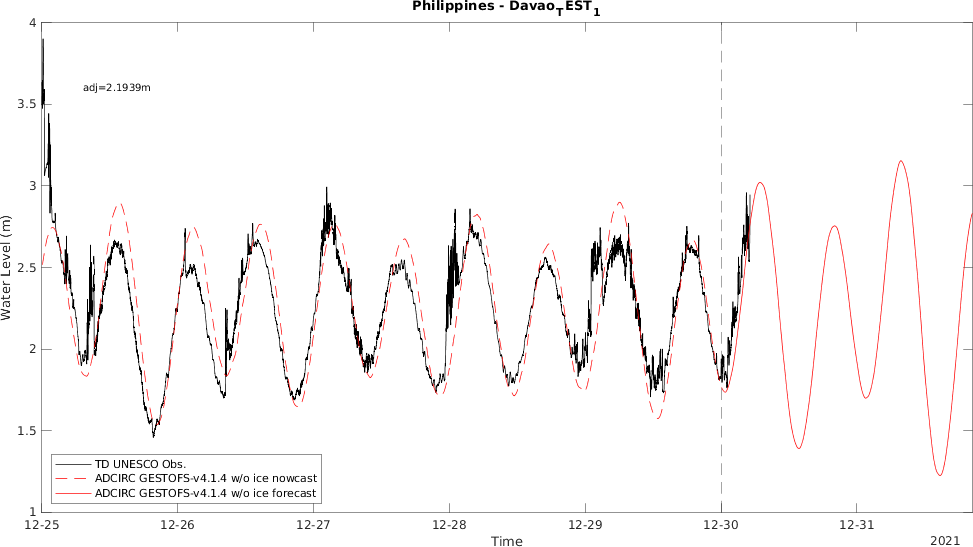 Philippines - DavaoTEST1
4
3.5
3
2.5
2
1.5
1
Water Level (m)
adj=2.1939m
TD UNESCO Obs.
ADCIRC GESTOFS-v4.1.4 w/o ice nowcast
ADCIRC GESTOFS-v4.1.4 w/o ice forecast
12-25 12-26 12-27 12-28 12-29 12-30 12-31
Time
2021